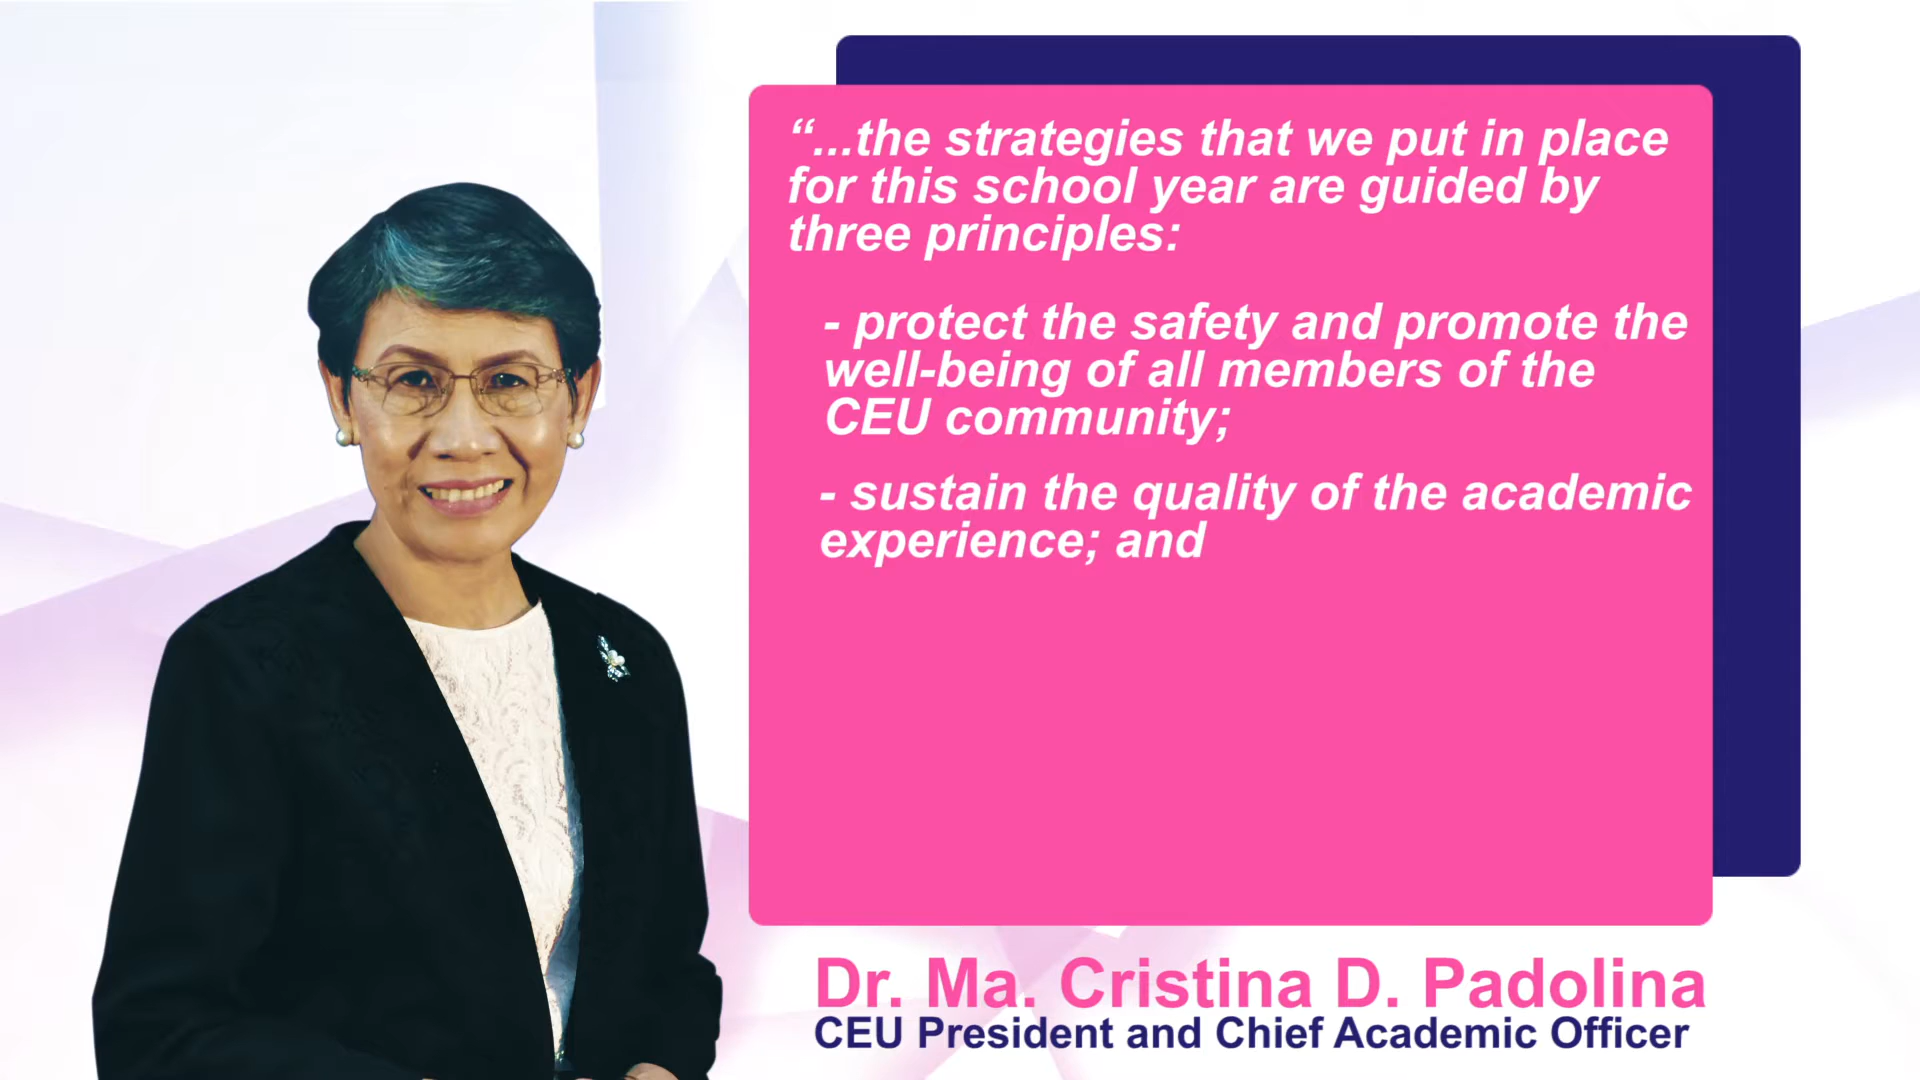 “...the strategies that we put in place
for this school year are guided by
three principles:
- protect the safety and promote the
well-being of all members of the
CEU community;
- sustain the quality of the academic
experience; and
Dr. Ma. Cristina D. Padolina
CEU President and Chief Academic Officer